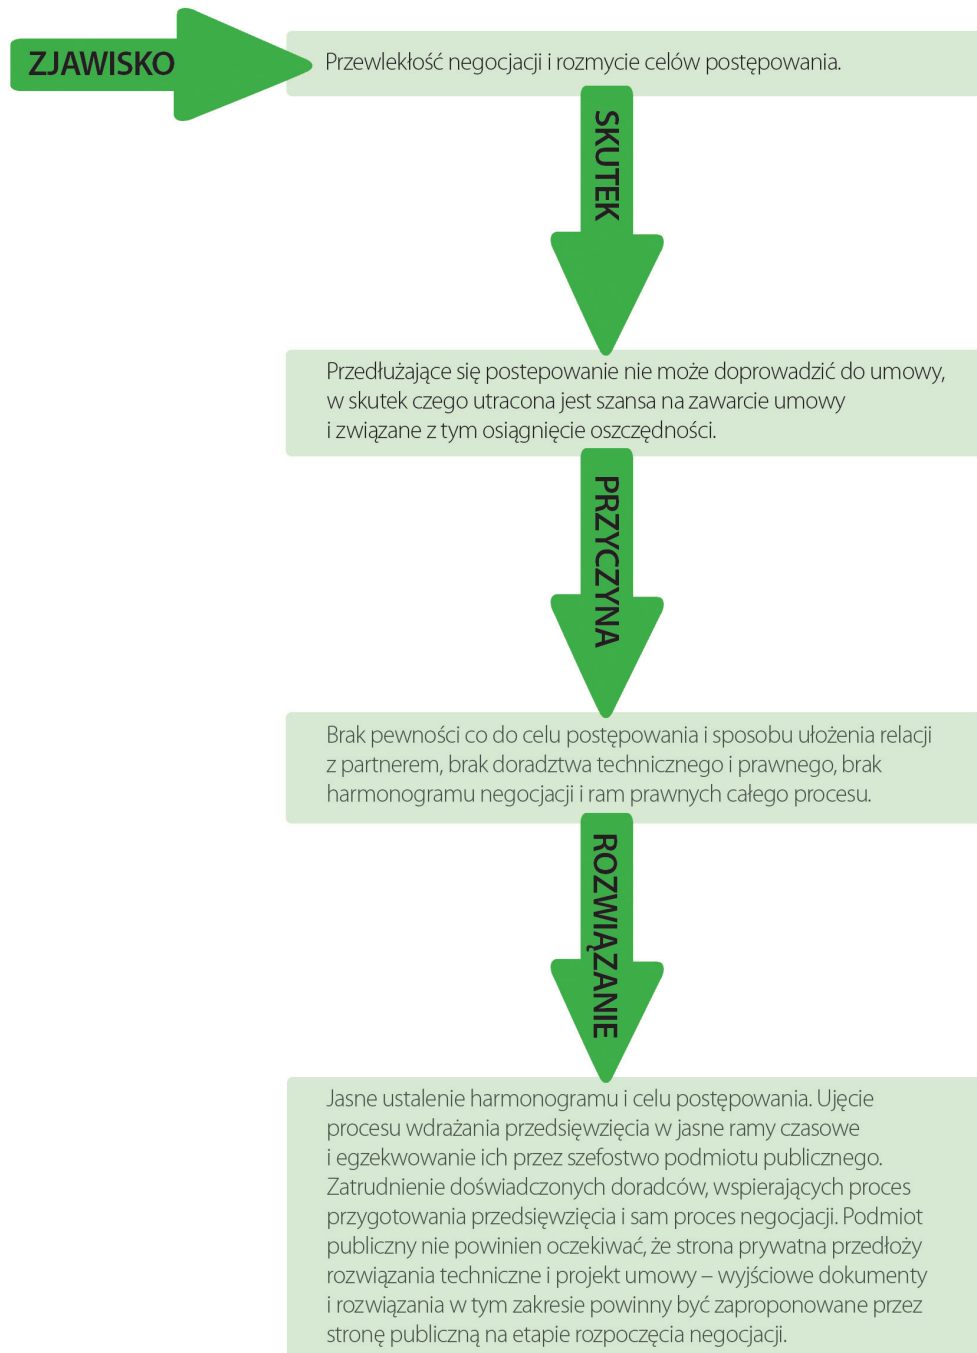 ZJAWISKO
Przewlekłość negocjacji i rozmycie celów postępowania.
SKUTEK
Przedłużające się postepowanie nie może doprowadzić do umowy,
w skutek czego utracona jest szansa na zawarcie umowy
i związane z tym osiągnięcie oszczędności.
PRZYCZYNA
Brak pewności co do celu postępowania i sposobu ułożenia relacji
z partnerem, brak doradztwa technicznego i prawnego, brak
harmonogramu negocjacji i ram prawnych całego procesu.
ROZWIĄZANIE
Jasne ustalenie harmonogramu i celu postępowania. Ujęcie
procesu wdrażania przedsięwzięcia w jasne ramy czasowe
i egzekwowanie ich przez szefostwo podmiotu publicznego.
Zatrudnienie doświadczonych doradców, wspierających proces
przygotowania przedsięwzięcia i sam proces negocjacji. Podmiot
publiczny nie powinien oczekiwać, że strona prywatna przedłoży
rozwiązania techniczne i projekt umowy – wyjściowe dokumenty
i rozwiązania w tym zakresie powinny być zaproponowane przez
stronę publiczną na etapie rozpoczęcia negocjacji.